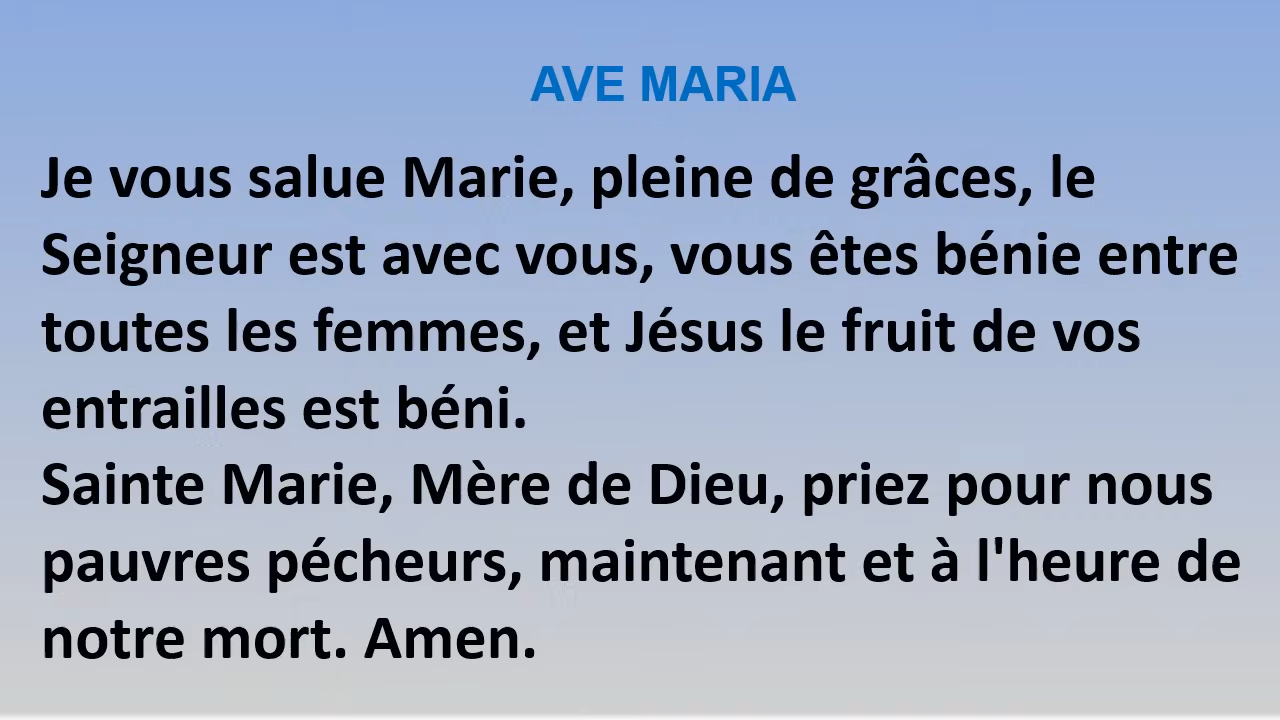 AVE MARIA
Je vous salue Marie, pleine de grâces, le
Seigneur est avec vous, vous êtes bénie entre
toutes les femmes, et Jésus le fruit de vos
entrailles est béni.
Sainte Marie, Mère de Dieu, priez pour nous
pauvres pécheurs, maintenant et à l'heure de
notre mort. Amen.